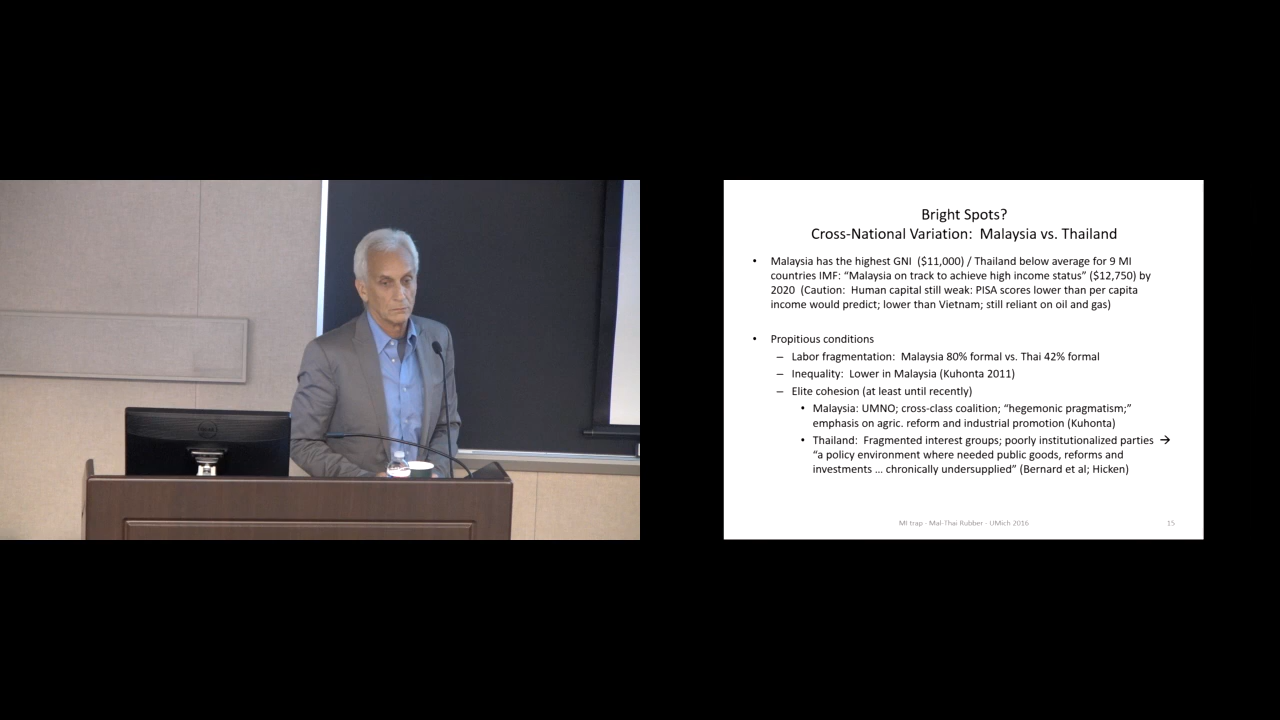 Bright Spots?
Cross-National Variation: Malaysia vs. Thailand
• Malaysia has the highest GNI ($11,000) / Thailand below average for 9 MI
countries IMF: “Malaysia on track to achieve high income status” ($12,750) by
2020 (Caution: Human capital still weak: PISA scores lower than per capita
income would predict; lower than Vietnam; still reliant on oil and gas)
• Propitious conditions
– Labor fragmentation: Malaysia 80% formal vs. Thai 42% formal
– Inequality: Lower in Malaysia (Kuhonta 2011)
– Elite cohesion (at least until recently)
• Malaysia: UMNO; cross-class coalition; “hegemonic pragmatism;”
emphasis on agric. reform and industrial promotion (Kuhonta)
• Thailand: Fragmented interest groups; poorly institutionalized parties →
“a policy environment where needed public goods, reforms and
investments … chronically undersupplied” (Bernard et al; Hicken)
MI trap - Mal-Thai Rubber - UMich 2016
15